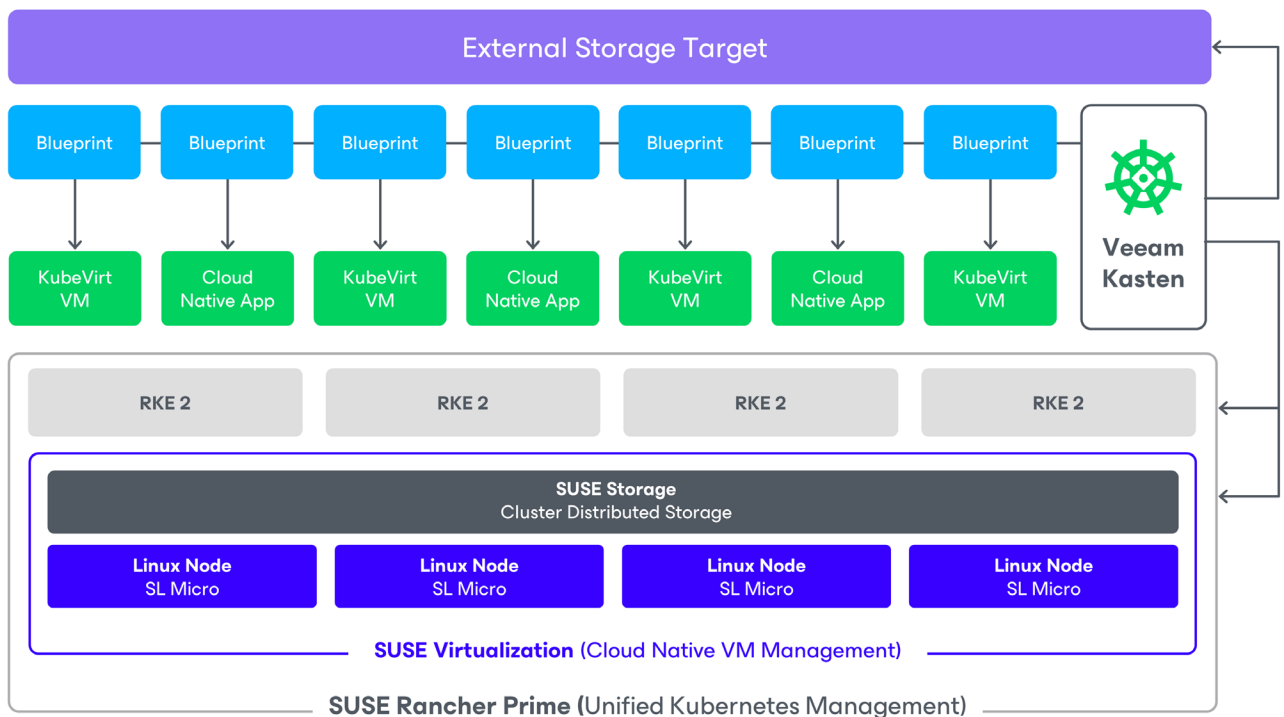 External Storage Target
Blueprint
Blueprint
Blueprint
Blueprint
Blueprint
Blueprint
Blueprint
KubeVirt
VM
Cloud
Native App
KubeVirt
VM
Cloud
Native App
KubeVirt
VM
Cloud
Native App
KubeVirt
VM
Veeam
Kasten
RKE 2
RKE 2
RKE 2
RKE 2
SUSE Storage
Cluster Distributed Storage
Linux Node
SL Micro
Linux Node
SL Micro
Linux Node
SL Micro
Linux Node
SL Micro
SUSE Virtualization (Cloud Native VM Management)
SUSE Rancher Prime (Unified Kubernetes Management)